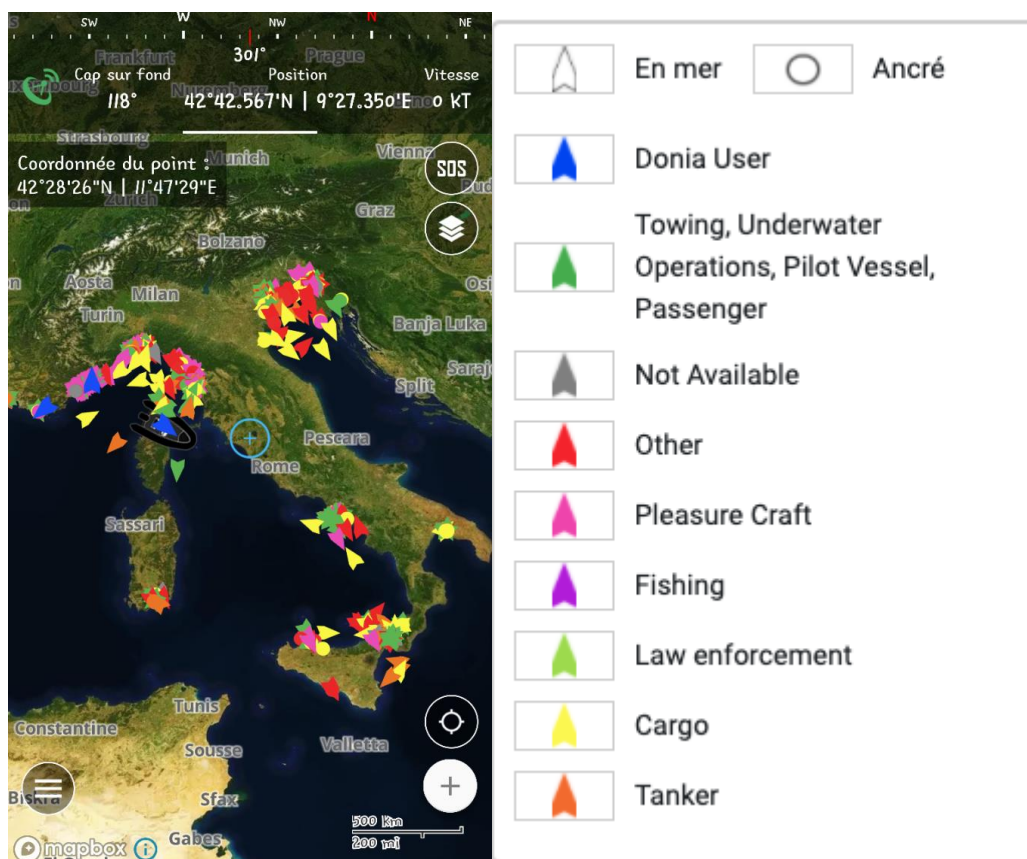 SW W NW N NE
301°
Frankfurt Prague
Cap sur fond Position Vitesse
118° 42°42.567'N | 9°27.350'E 0 KT
Nuremberg
Strasbourg
Munich Vienna
Coordonnée du point :
42°28'26"N | 11°47'29"E
SOS
Zürich
Graz
Bolzano
Aosta
Milan
Turin
Banja Luka
Split
Pescara
Rome
Sassari
Tunis
Constantine
Sousse
Valletta
Biskra
Sfax
500 km
200 mi
Gabes
mapbox
En mer Ancré
Donia User
Towing, Underwater
Operations, Pilot Vessel,
Passenger
Not Available
Other
Pleasure Craft
Fishing
Law enforcement
Cargo
Tanker